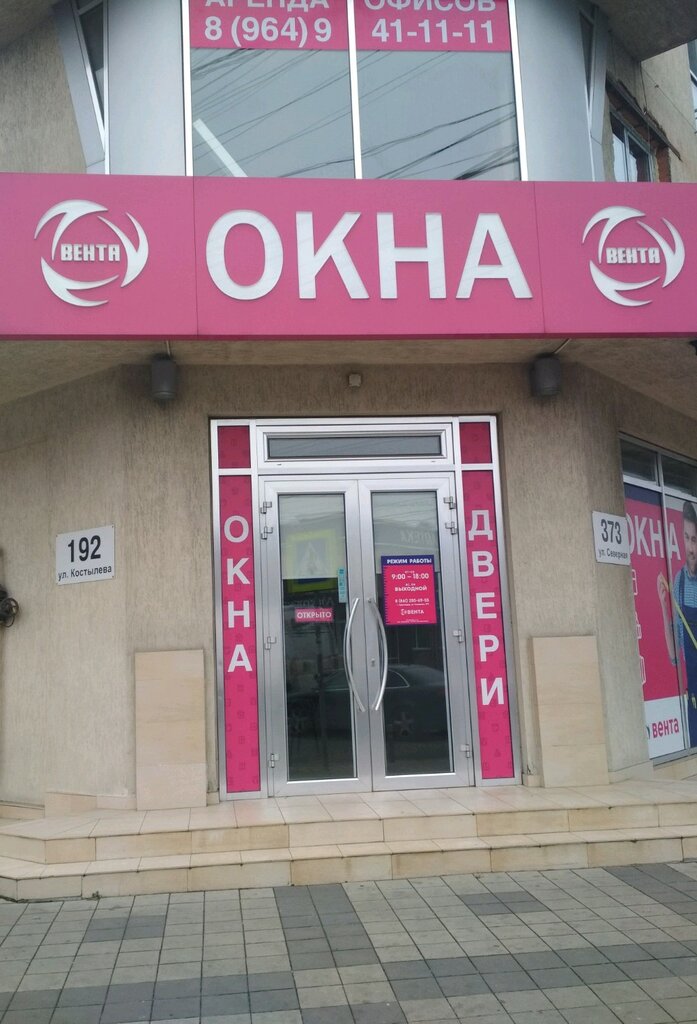 АРЕНДА ОФИСОВ
8 (964) 9 41-11-11
ВЕНТА
ОКНА
ВЕНТА
192
ул. Костылева
ОКНА
ОТКРЫТО
РЕЖИМ РАБОТЫ
9:00 – 18:00
ВЫХОДНОЙ
ВЕНТА
ДВЕРИ
373
ул. Северная
ОКНА
вента